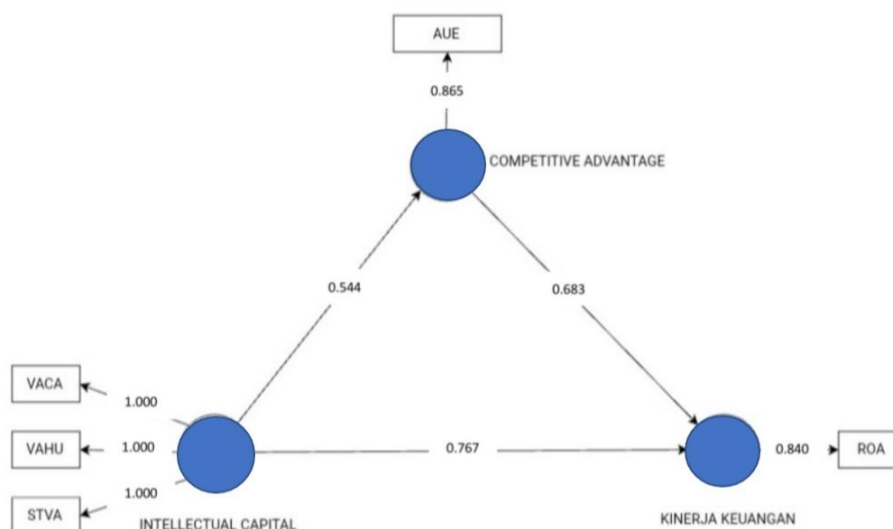 AUE
0.865
COMPETITIVE ADVANTAGE
0.544
0.683
VACA
1.000
VAHU
1.000
0.767
0.840
ROA
1.000
STVA
INTELLECTUAL CAPITAL
KINERJA KEUANGAN